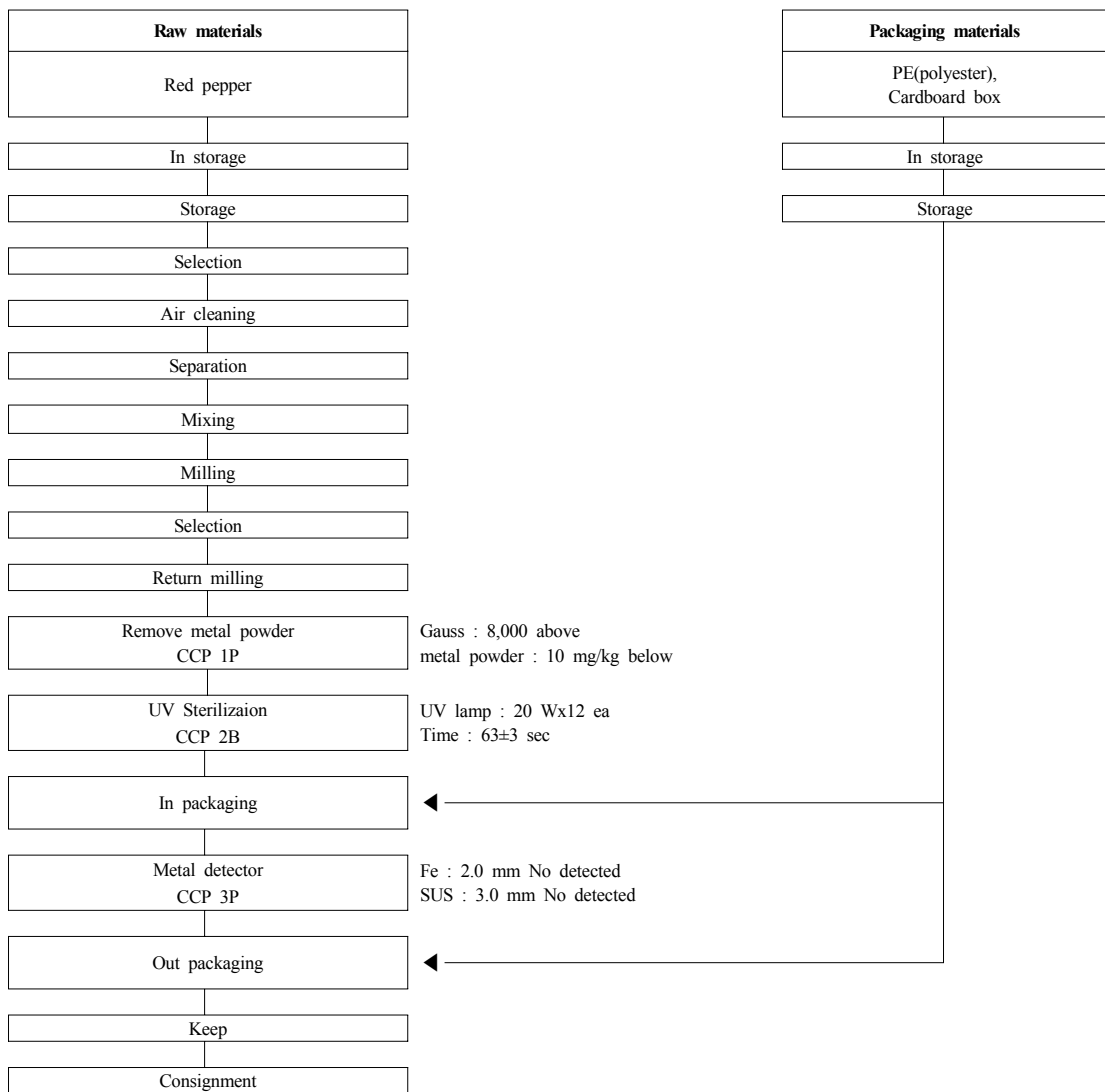 Raw materials
Red pepper
In storage
Storage
Selection
Air cleaning
Separation
Mixing
Milling
Selection
Return milling
Remove metal powder
CCP 1P
Gauss : 8,000 above
metal powder : 10 mg/kg below
UV Sterilizaion
CCP 2B
UV lamp : 20 Wx12 ea
Time : 63±3 sec
In packaging
Metal detector
CCP 3P
Fe : 2.0 mm No detected
SUS : 3.0 mm No detected
Out packaging
Keep
Consignment
Packaging materials
PE(polyester),
Cardboard box
In storage
Storage